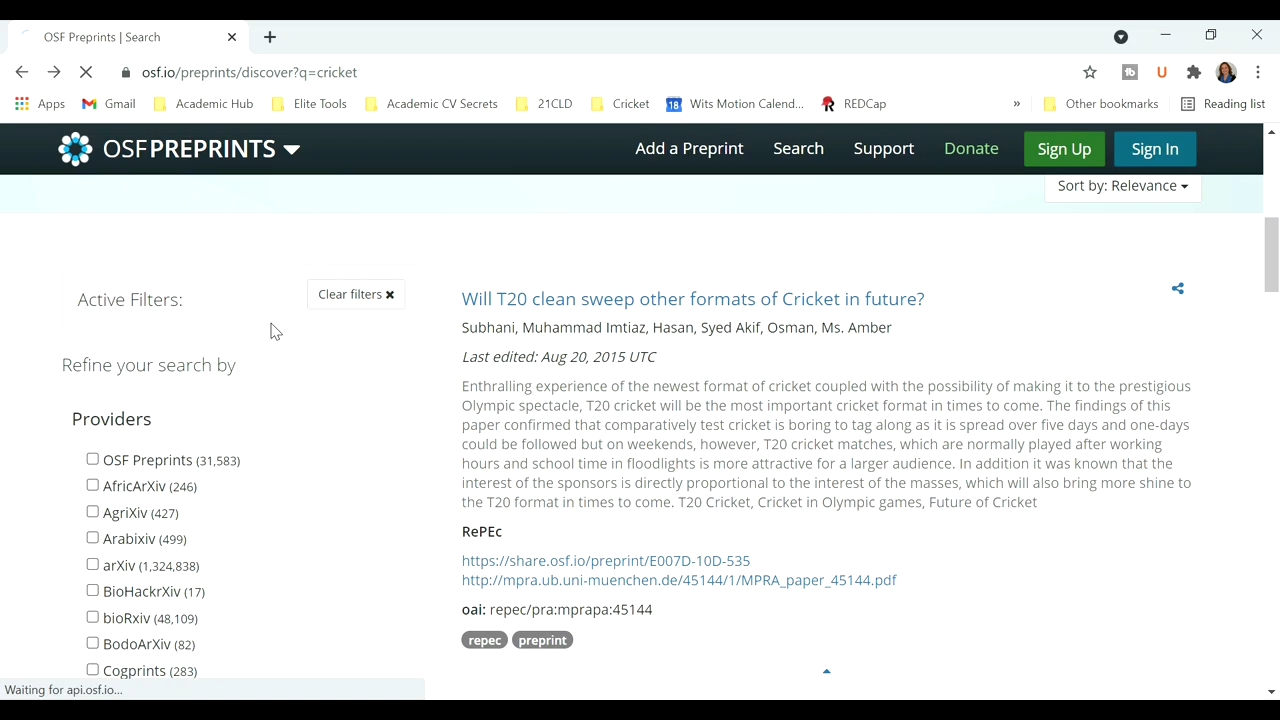 OSF Preprints | Search
osf.io/preprints/discover?q=cricket
Apps Gmail Academic Hub Elite Tools Academic CV Secrets 21CLD Cricket 18 Wits Motion Calend... REDCap » Other bookmarks Reading list
OSFPREPRINTS Add a Preprint Search Support Donate Sign Up Sign In
Sort by: Relevance
Active Filters:
Clear filters
Refine your search by
Providers
OSF Preprints (31,583)
AfricArXiv (246)
AgriXiv (427)
Arabixiv (499)
arXiv (1,324,838)
BioHackrXiv (17)
bioRxiv (48,109)
BodoArXiv (82)
Cogprints (283)
Will T20 clean sweep other formats of Cricket in future?
Subhani, Muhammad Imtiaz, Hasan, Syed Akif, Osman, Ms. Amber
Last edited: Aug 20, 2015 UTC
Enthralling experience of the newest format of cricket coupled with the possibility of making it to the prestigious
Olympic spectacle, T20 cricket will be the most important cricket format in times to come. The findings of this
paper confirmed that comparatively test cricket is boring to tag along as it is spread over five days and one-days
could be followed but on weekends, however, T20 cricket matches, which are normally played after working
hours and school time in floodlights is more attractive for a larger audience. In addition it was known that the
interest of the sponsors is directly proportional to the interest of the masses, which will also bring more shine to
the T20 format in times to come. T20 Cricket, Cricket in Olympic games, Future of Cricket
RePEc
https://share.osf.io/preprint/E007D-10D-535
http://mpra.ub.uni-muenchen.de/45144/1/MPRA_paper_45144.pdf
oai: repec/pra:mprapa:45144
repec preprint
Waiting for api.osf.io...